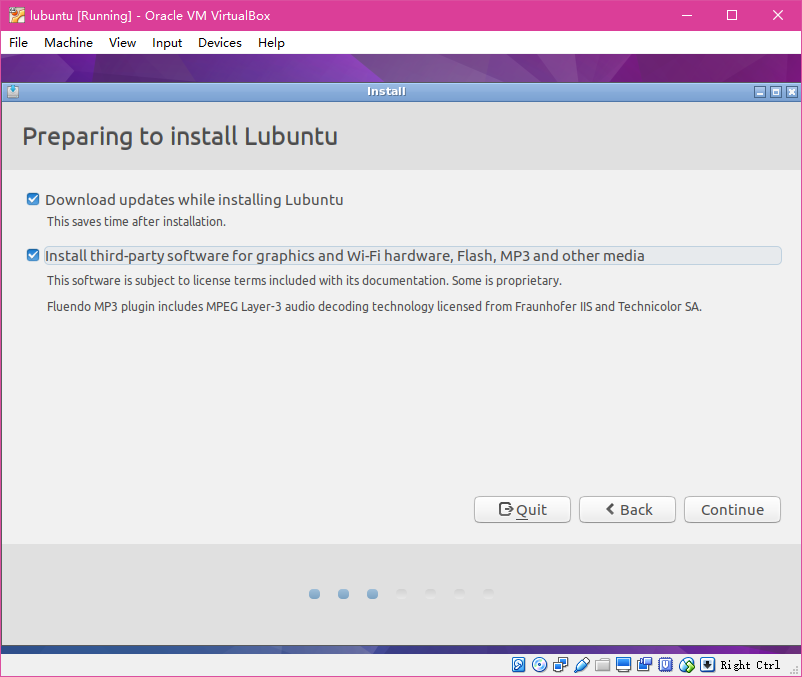 lubuntu [Running] - Oracle VM VirtualBox
File Machine View Input Devices Help
Install
Preparing to install Lubuntu
Download updates while installing Lubuntu
This saves time after installation.
Install third-party software for graphics and Wi-Fi hardware, Flash, MP3 and other media
This software is subject to license terms included with its documentation. Some is proprietary.
Fluendo MP3 plugin includes MPEG Layer-3 audio decoding technology licensed from Fraunhofer IIS and Technicolor SA.
Quit Back Continue
Right Ctrl